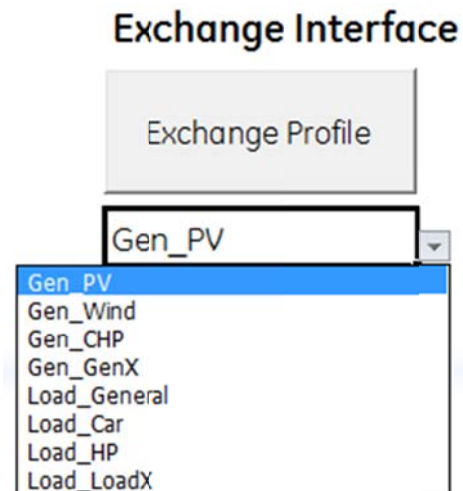 Exchange Interface
Exchange Profile
Gen_PV
Gen_PV
Gen_Wind
Gen_CHP
Gen_GenX
Load_General
Load_Car
Load_HP
Load_LoadX